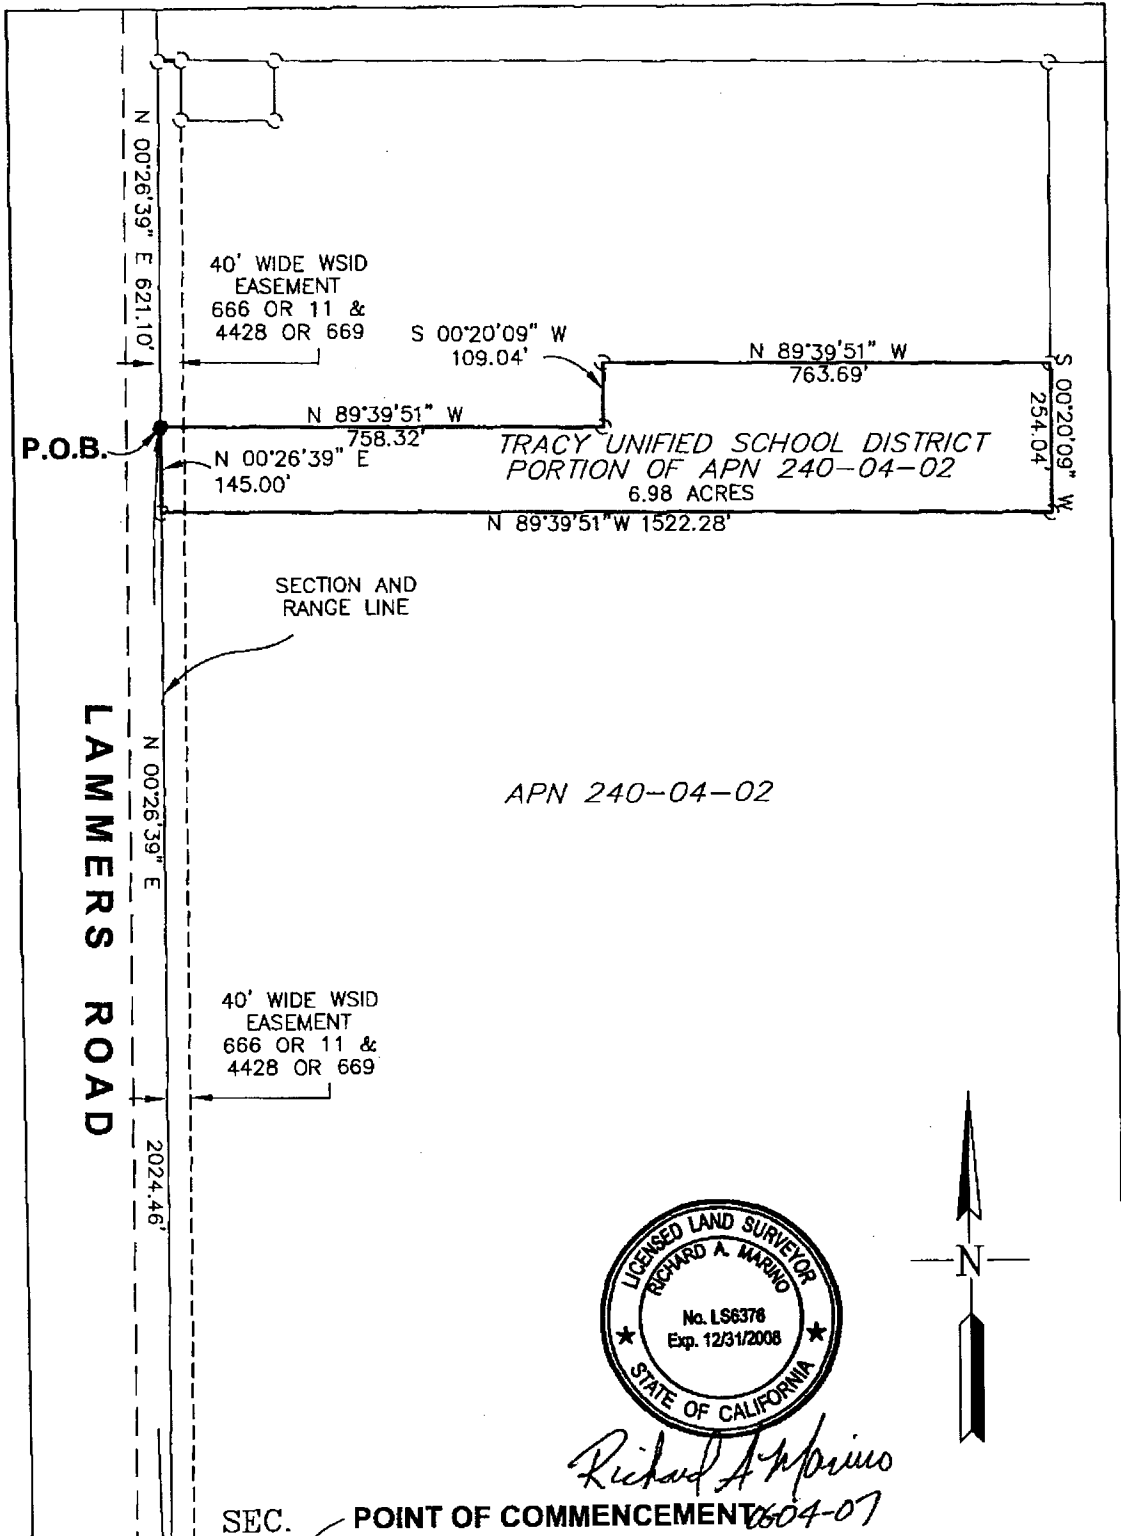 N 00°26'39" E 621.10'
40' WIDE WSID
EASEMENT
666 OR 11 &
4428 OR 669
S 00°20'09" W
109.04'
N 89°39'51" W
763.69'
S 00°20'09" W
254.04'
N 89°39'51" W
758.32'
P.O.B.
N 00°26'39" E
145.00'
TRACY UNIFIED SCHOOL DISTRICT
PORTION OF APN 240-04-02
6.98 ACRES
N 89°39'51"W 1522.28'
SECTION AND
RANGE LINE
LAMMERS ROAD
N 00°26'39" E
2024.46'
APN 240-04-02
40' WIDE WSID
EASEMENT
666 OR 11 &
4428 OR 669
N
LICENSED LAND SURVEYOR
RICHARD A. MARINO
No. LS6376
Exp. 12/31/2008
STATE OF CALIFORNIA
Richard A Marino
SEC.
POINT OF COMMENCEMENT